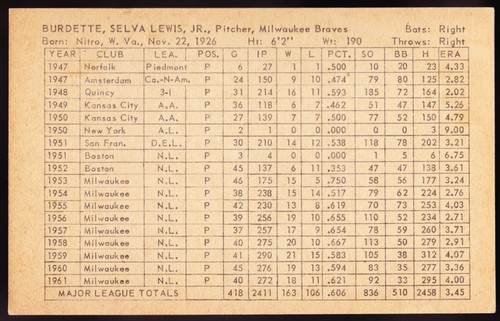 BURDETTE, SELVA LEWIS, JR., Pitcher, Milwaukee Braves Bats: Right
Born: Nitro, W. Va., Nov. 22, 1926 Ht: 6'2" Wt: 190 Throws: Right
YEAR CLUB LEA. POS. G IP W L PCT. SO BB H ERA
1947 Norfolk Piedmont P 6 27 1 1 .500 10 20 23 4.33
1947 Amsterdam Ca.-N-Am. P 24 150 9 10 .474 79 80 125 2.82
1948 Quincy 3-I P 31 214 16 11 .593 185 72 164 2.02
1949 Kansas City A.A. P 36 118 6 7 .462 51 47 147 5.26
1950 Kansas City A.A. P 27 139 7 7 .500 77 52 150 4.79
1950 New York A.L. P 2 1 0 0 .000 0 0 3 9.00
1951 San Fran. D.E.L. P 30 210 14 12 .538 118 78 202 3.21
1951 Boston N.L. P 3 4 0 0 .000 1 5 6 6.75
1952 Boston N.L. P 45 137 6 11 .353 47 47 138 3.61
1953 Milwaukee N.L. P 46 175 15 5 .750 58 56 177 3.24
1954 Milwaukee N.L. P 38 238 15 14 .517 79 62 224 2.76
1955 Milwaukee N.L. P 42 230 13 8 .619 70 73 253 4.03
1956 Milwaukee N.L. P 39 256 19 10 .655 110 52 234 2.71
1957 Milwaukee N.L. P 37 257 17 9 .654 78 59 260 3.71
1958 Milwaukee N.L. P 40 275 20 10 .667 113 50 279 2.91
1959 Milwaukee N.L. P 41 290 21 15 .583 105 38 312 4.07
1960 Milwaukee N.L. P 45 276 19 13 .594 83 35 277 3.36
1961 Milwaukee N.L. P 40 272 18 11 .621 92 33 295 4.00
MAJOR LEAGUE TOTALS 418 2411 163 106 .606 836 510 2458 3.45